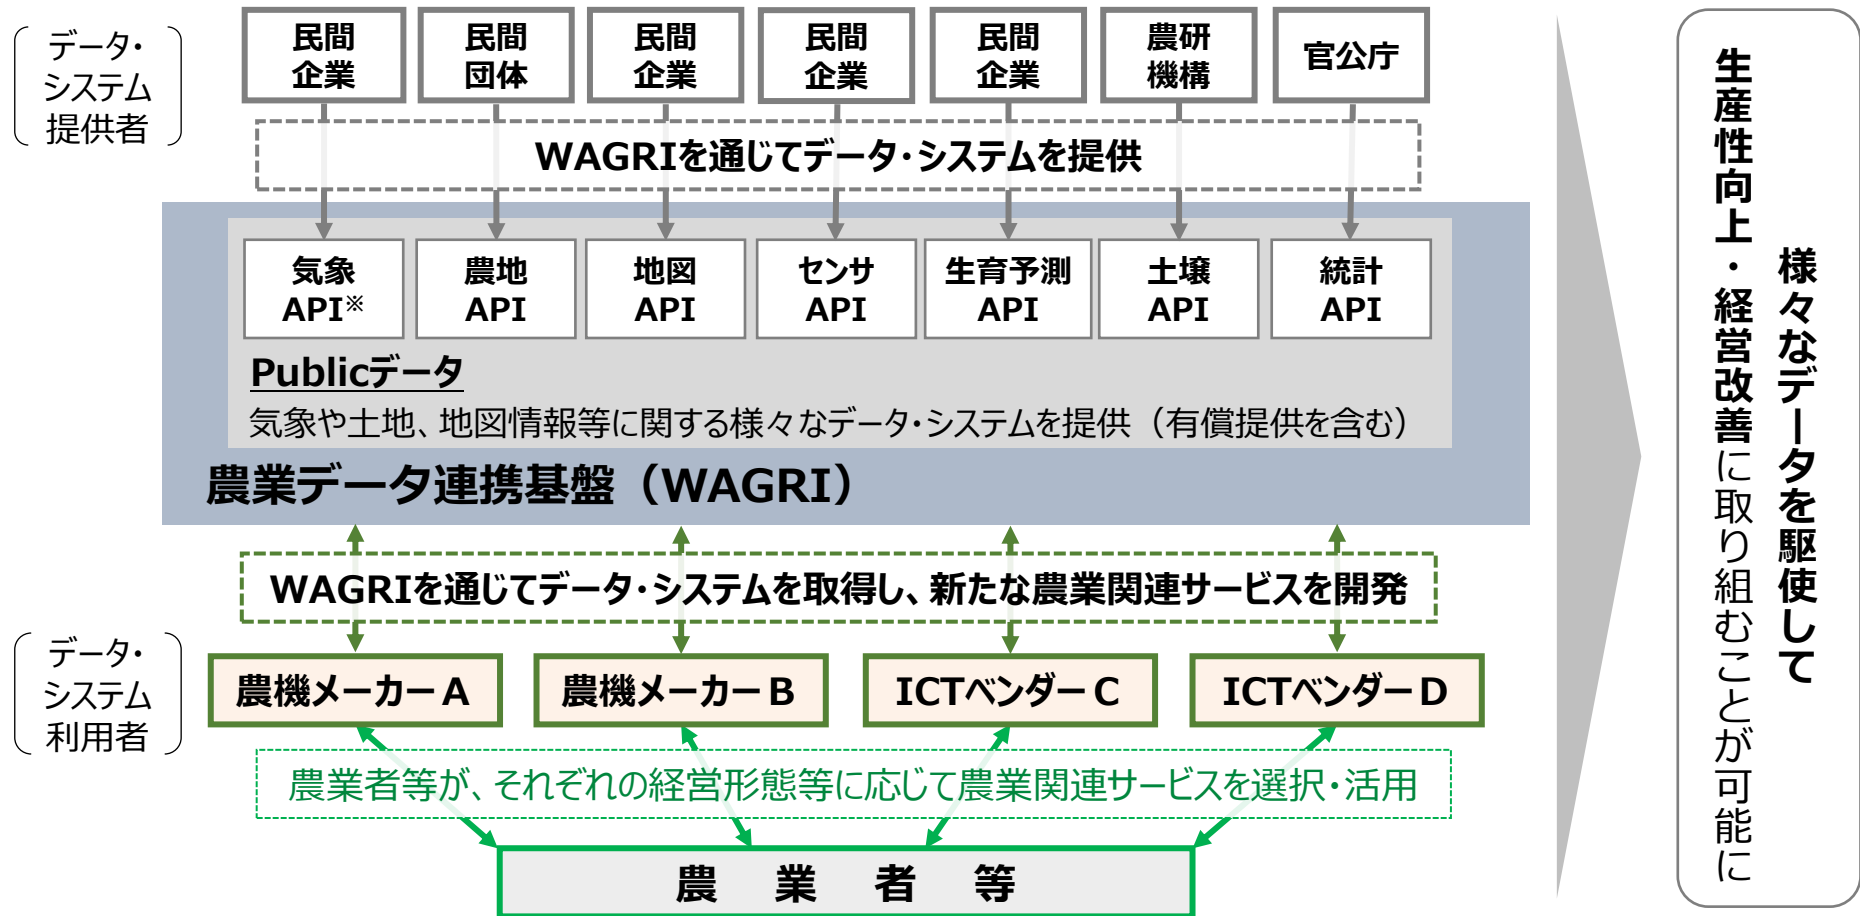 データ・
システム
提供者
民間
企業
民間
団体
民間
企業
民間
企業
民間
企業
農研
機構
官公庁
WAGRIを通じてデータ・システムを提供
気象
API※
農地
API
地図
API
センサ
API
生育予測
API
土壌
API
統計
API
Publicデータ
気象や土地、地図情報等に関する様々なデータ・システムを提供（有償提供を含む）
農業データ連携基盤（WAGRI）
WAGRIを通じてデータ・システムを取得し、新たな農業関連サービスを開発
データ・
システム
利用者
農機メーカーA
農機メーカーB
ICTベンダーC
ICTベンダーD
農業者等が、それぞれの経営形態等に応じて農業関連サービスを選択・活用
農業者等
様々なデータを駆使して
生産性向上・経営改善に取り組むことが可能に